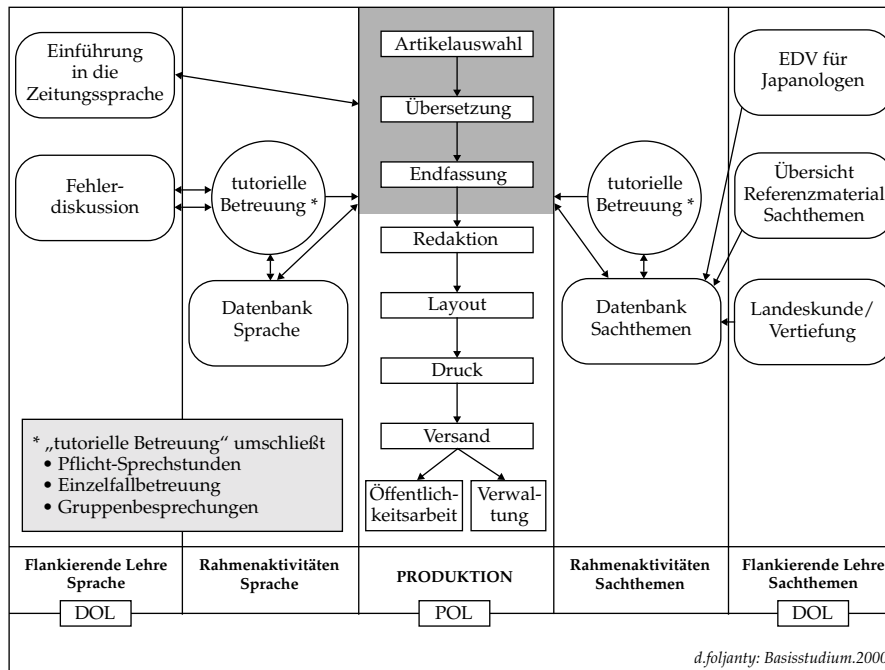 Einführung
in die
Zeitungssprache
Fehler-
diskussion
tutorielle
Betreuung *
Datenbank
Sprache
Artikelauswahl
Übersetzung
Endfassung
Redaktion
Layout
Druck
Versand
Öffentlich-
keitsarbeit
Verwal-
tung
tutorielle
Betreuung *
Datenbank
Sachthemen
EDV für
Japanologen
Übersicht
Referenzmaterial
Sachthemen
Landeskunde/
Vertiefung
* „tutorielle Betreuung“ umschließt
• Pflicht-Sprechstunden
• Einzelfallbetreuung
• Gruppenbesprechungen
Flankierende Lehre
Sprache
Rahmenaktivitäten
Sprache
PRODUKTION
Rahmenaktivitäten
Sachthemen
Flankierende Lehre
Sachthemen
DOL
POL
DOL
d.foljanty: Basisstudium.2000